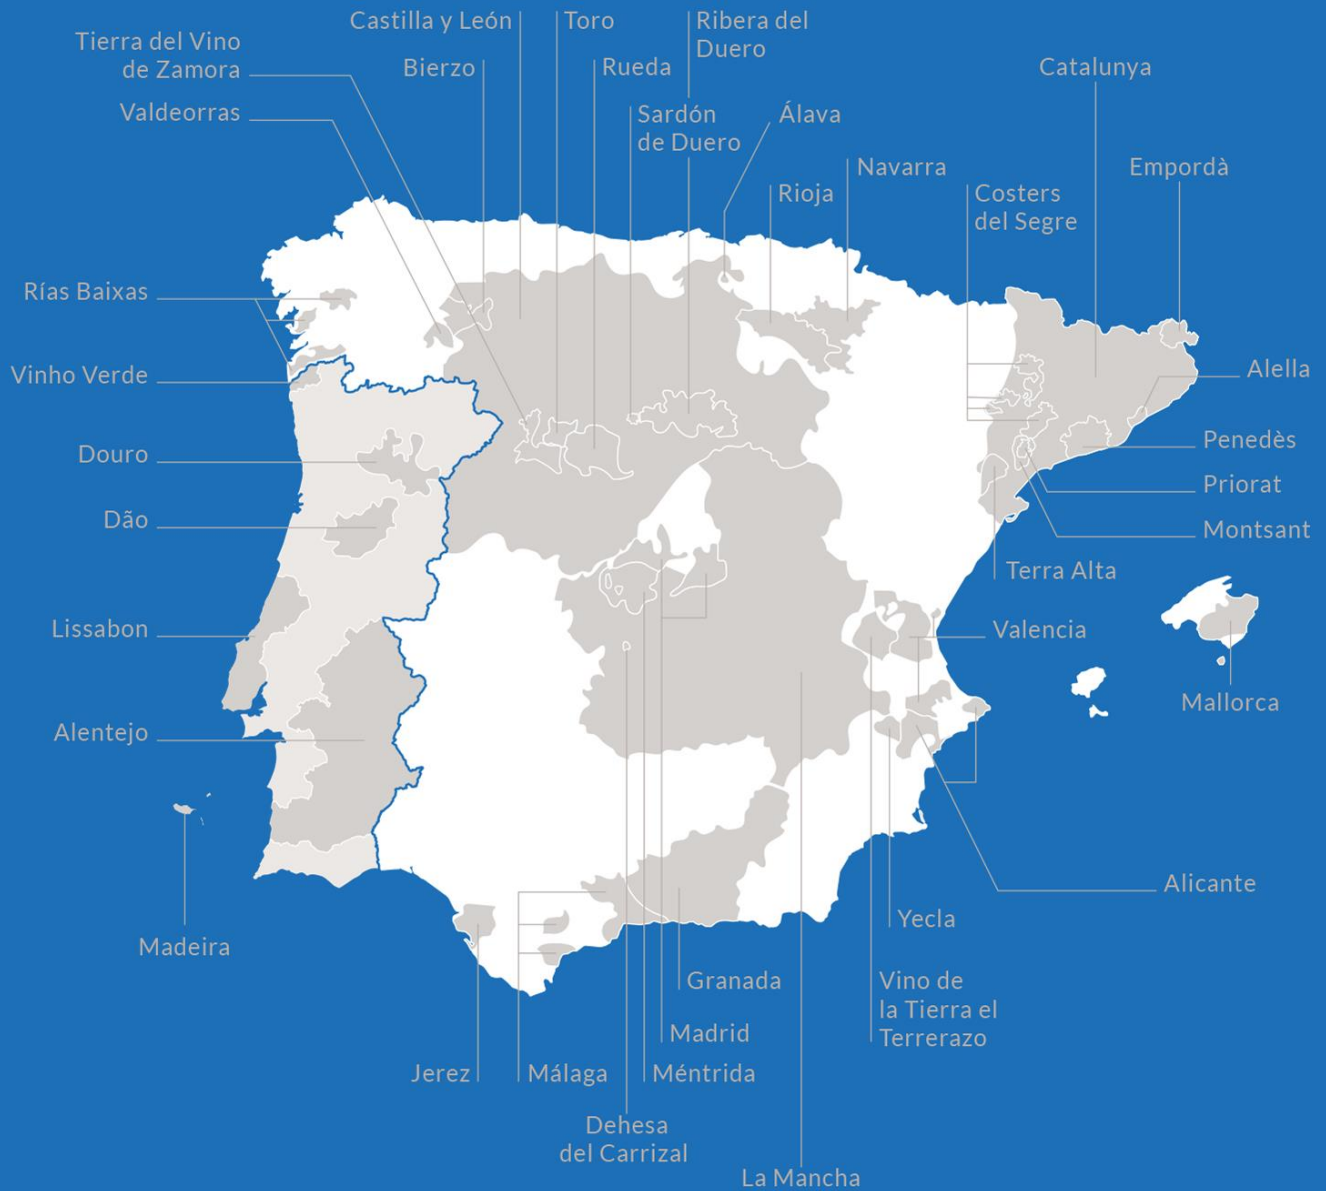 Castilla y León
Toro
Ribera del
Duero
Tierra del Vino
de Zamora
Bierzo
Rueda
Catalunya
Valdeorras
Sardón
de Duero
Álava
Navarra
Empordà
Rioja
Costers
del Segre
Rías Baixas
Vinho Verde
Alella
Douro
Penedès
Priorat
Dão
Montsant
Terra Alta
Lissabon
Valencia
Mallorca
Alentejo
Alicante
Yecla
Madeira
Granada
Vino de
la Tierra el
Terrerazo
Madrid
Jerez
Málaga
Méntrida
Dehesa
del Carrizal
La Mancha